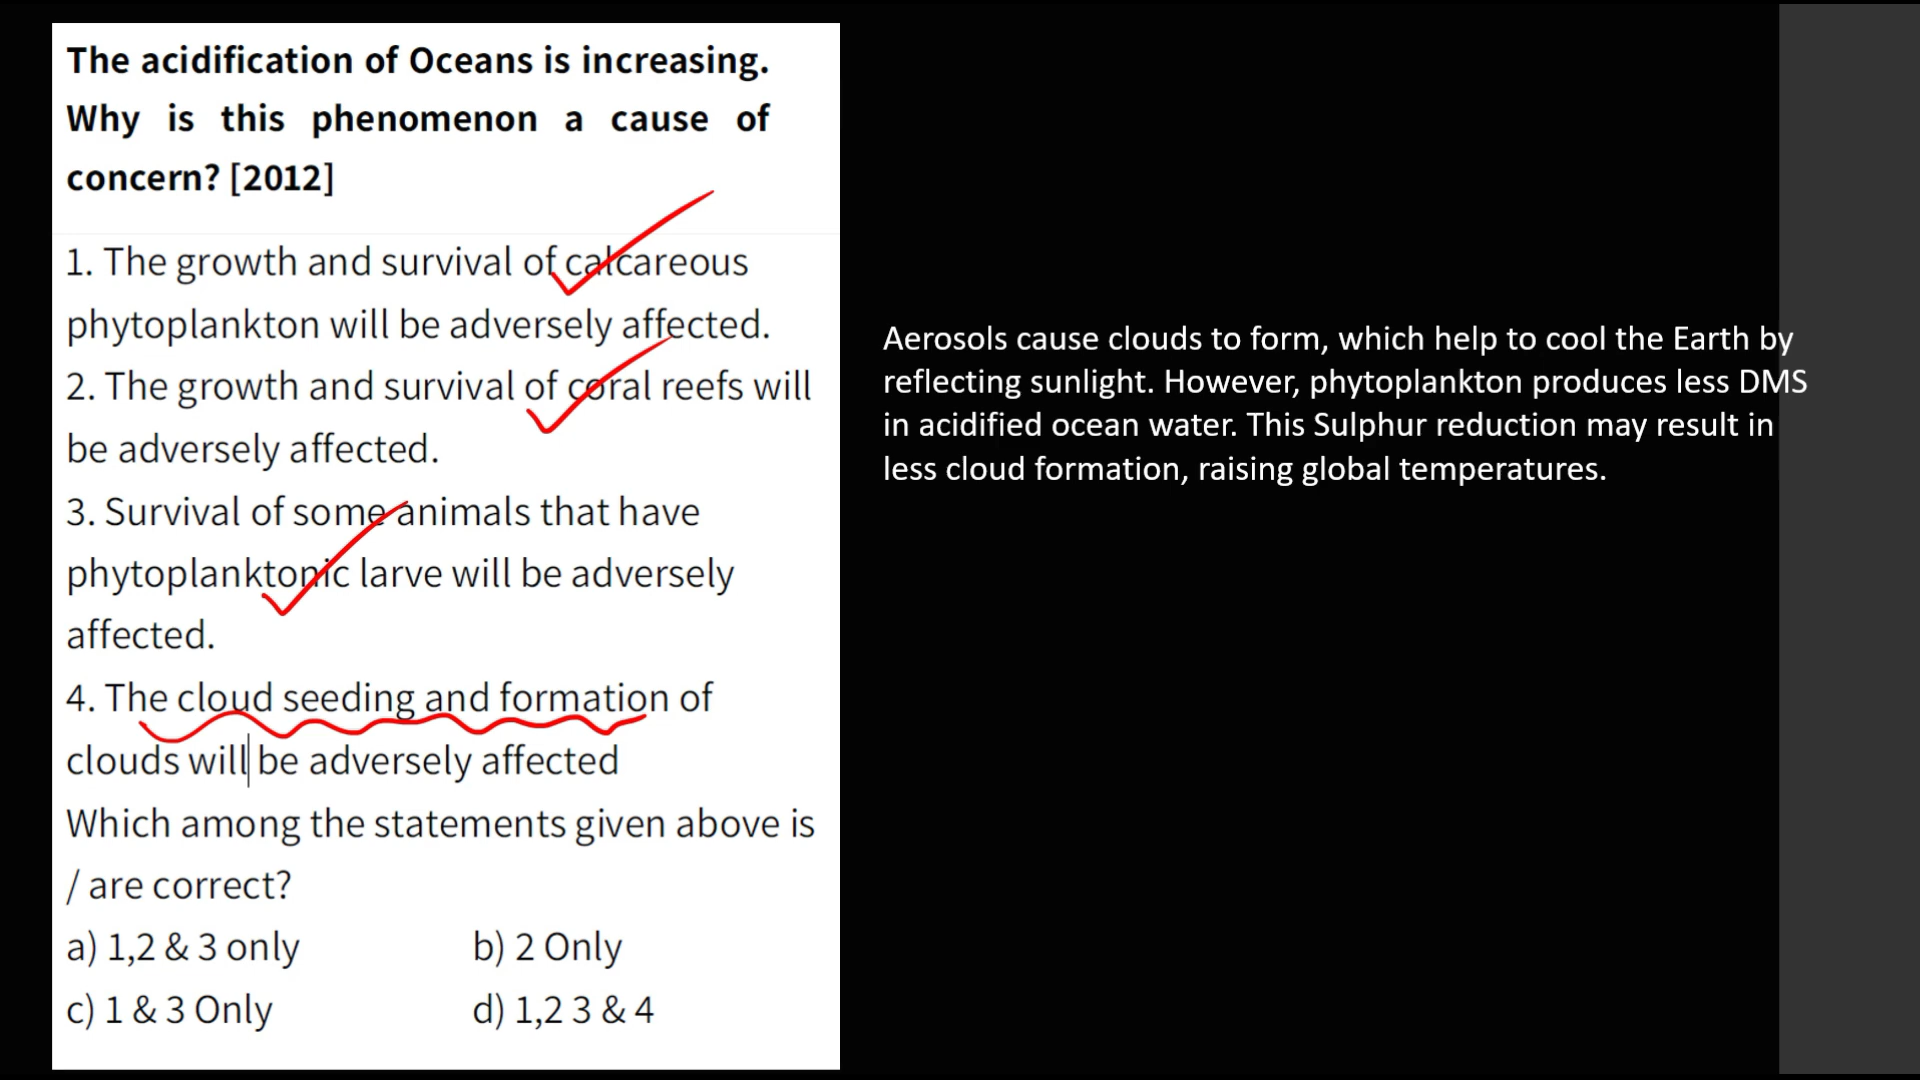 The acidification of Oceans is increasing.
Why is this phenomenon a cause of
concern? [2012]
1. The growth and survival of calcareous
phytoplankton will be adversely affected.
2. The growth and survival of coral reefs will
be adversely affected.
3. Survival of some animals that have
phytoplanktonic larve will be adversely
affected.
4. The cloud seeding and formation of
clouds will be adversely affected
Which among the statements given above is
/ are correct?
a) 1,2 & 3 only b) 2 Only
c) 1 & 3 Only d) 1,2 3 & 4
Aerosols cause clouds to form, which help to cool the Earth by
reflecting sunlight. However, phytoplankton produces less DMS
in acidified ocean water. This Sulphur reduction may result in
less cloud formation, raising global temperatures.